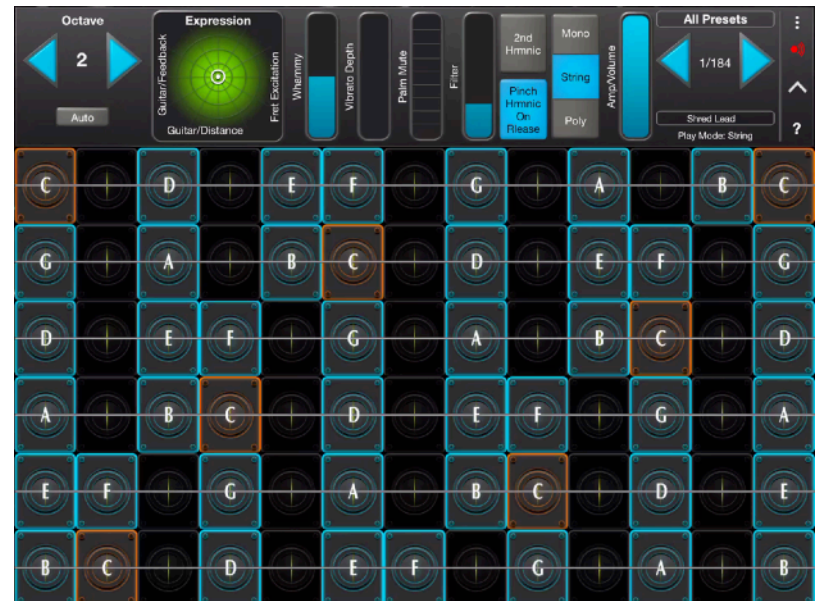 Octave
2
Auto
Expression
Guitar/Feedback
Fret Excitation
Guitar/Distance
Whammy
Vibrato Depth
Palm Mute
Filter
2nd
Hrmnic
Pinch
Hrmnic
On
Rlease
Mono
String
Poly
Amp/Volume
All Presets
1/184
Shred Lead
Play Mode: String
?
C D E F G A B C
G A B C D E F G
D E F G A B C D
A B C D E F G A
E F G A B C D E
B C D E F G A B